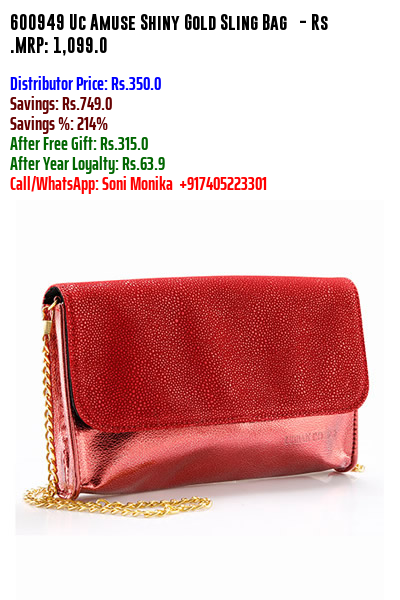 600949 Uc Amuse Shiny Gold Sling Bag - Rs
.MRP: 1,099.0
Distributor Price: Rs.350.0
Savings: Rs.749.0
Savings %: 214%
After Free Gift: Rs.315.0
After Year Loyalty: Rs.63.9
Call/WhatsApp: Soni Monika +917405223301